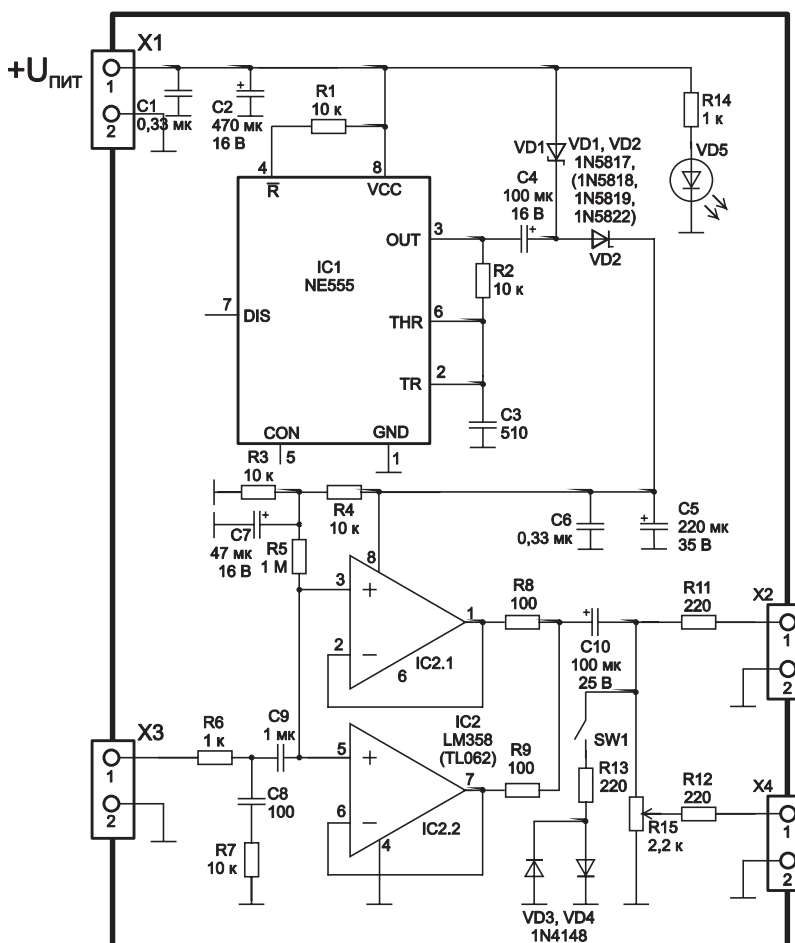 X1
+UПИТ
1
2
C1
0,33 мк
+
C2
470 мк
16 В
R1
10 к
R14
1 к
VD5
VD1
VD1, VD2
1N5817,
(1N5818,
1N5819,
1N5822)
C4
100 мк
16 В
+
VD2
4
8
R
VCC
OUT
3
IC1
NE555
R2
10 к
7
DIS
THR
6
TR
2
C3
510
CON
GND
5
1
R3
10 к
R4
10 к
+
C7
47 мк
16 В
R5
1 М
C6
0,33 мк
+
C5
220 мк
35 В
8
3
+
1
2
−
6
IC2.1
R8
100
+
C10
100 мк
25 В
R11
220
X2
1
2
X3
1
2
R6
1 к
C9
1 мк
C8
100
R7
10 к
IC2
LM358
(TL062)
5
+
7
6
−
4
IC2.2
R9
100
SW1
R13
220
R12
220
R15
2,2 к
X4
1
2
VD3, VD4
1N4148